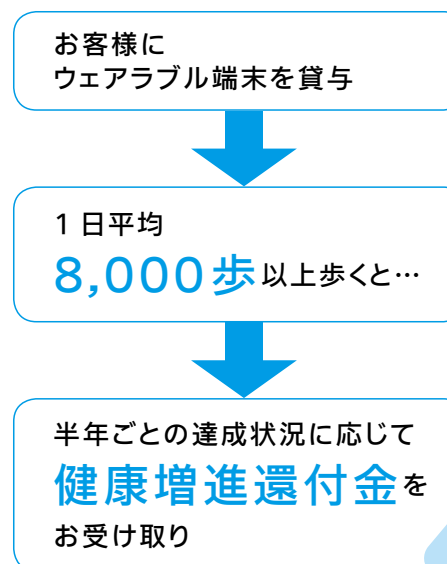 お客様に
ウェアラブル端末を貸与
1日平均
8,000歩以上歩くと…
半年ごとの達成状況に応じて
健康増進還付金を
お受け取り